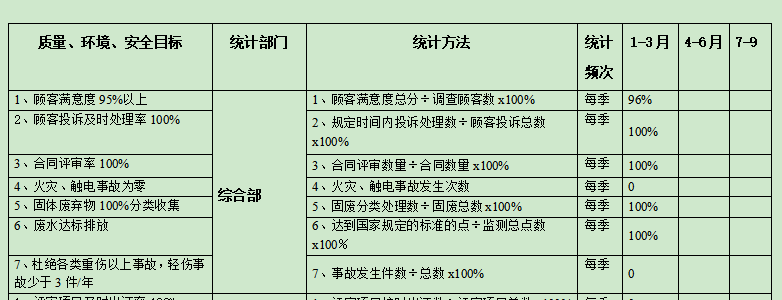 质量、环境、安全目标 统计部门 统计方法 统计频次 1-3月 4-6月 7-9
1、顾客满意度95%以上 综合部 1、顾客满意度总分÷调查顾客数x100% 每季 96%
2、顾客投诉及时处理率100% 2、规定时间内投诉处理数÷顾客投诉总数 每季 100%
x100%
3、合同评审率100% 3、合同评审数量÷合同数量x100% 每季 100%
4、火灾、触电事故为零 4、火灾、触电事故发生次数 每季 0
5、固体废弃物100%分类收集 5、固废分类处理数÷固废总数x100% 每季 100%
6、废水达标排放 6、达到国家规定的标准的点÷监测总点数 每季 100%
x100%
7、杜绝各类重伤以上事故，轻伤事 7、事故发生件数÷总数x100% 每季 0
故少于3件/年